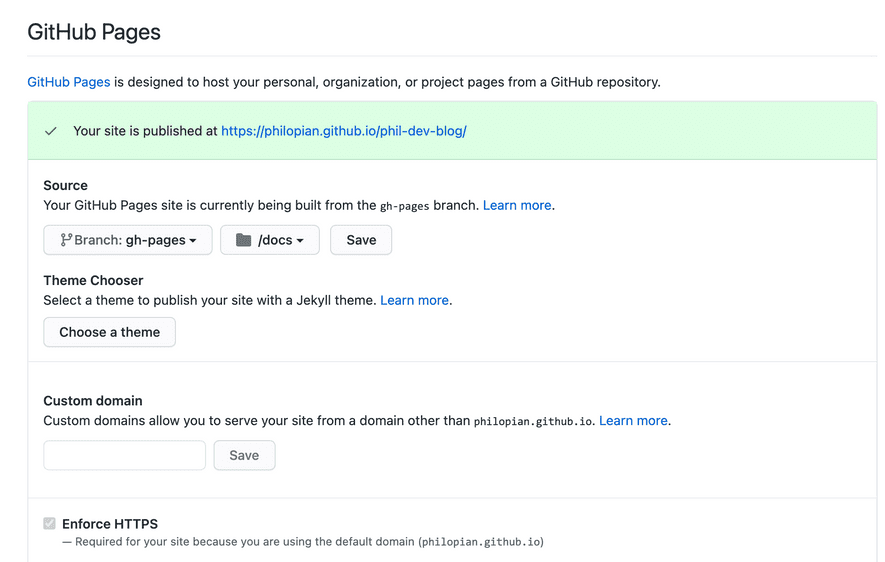 GitHub Pages
GitHub Pages is designed to host your personal, organization, or project pages from a GitHub repository.
Your site is published at https://philopian.github.io/phil-dev-blog/
Source
Your GitHub Pages site is currently being built from the gh-pages branch. Learn more.
Branch: gh-pages /docs Save
Theme Chooser
Select a theme to publish your site with a Jekyll theme. Learn more.
Choose a theme
Custom domain
Custom domains allow you to serve your site from a domain other than philopian.github.io. Learn more.
Save
Enforce HTTPS
— Required for your site because you are using the default domain (philopian.github.io)